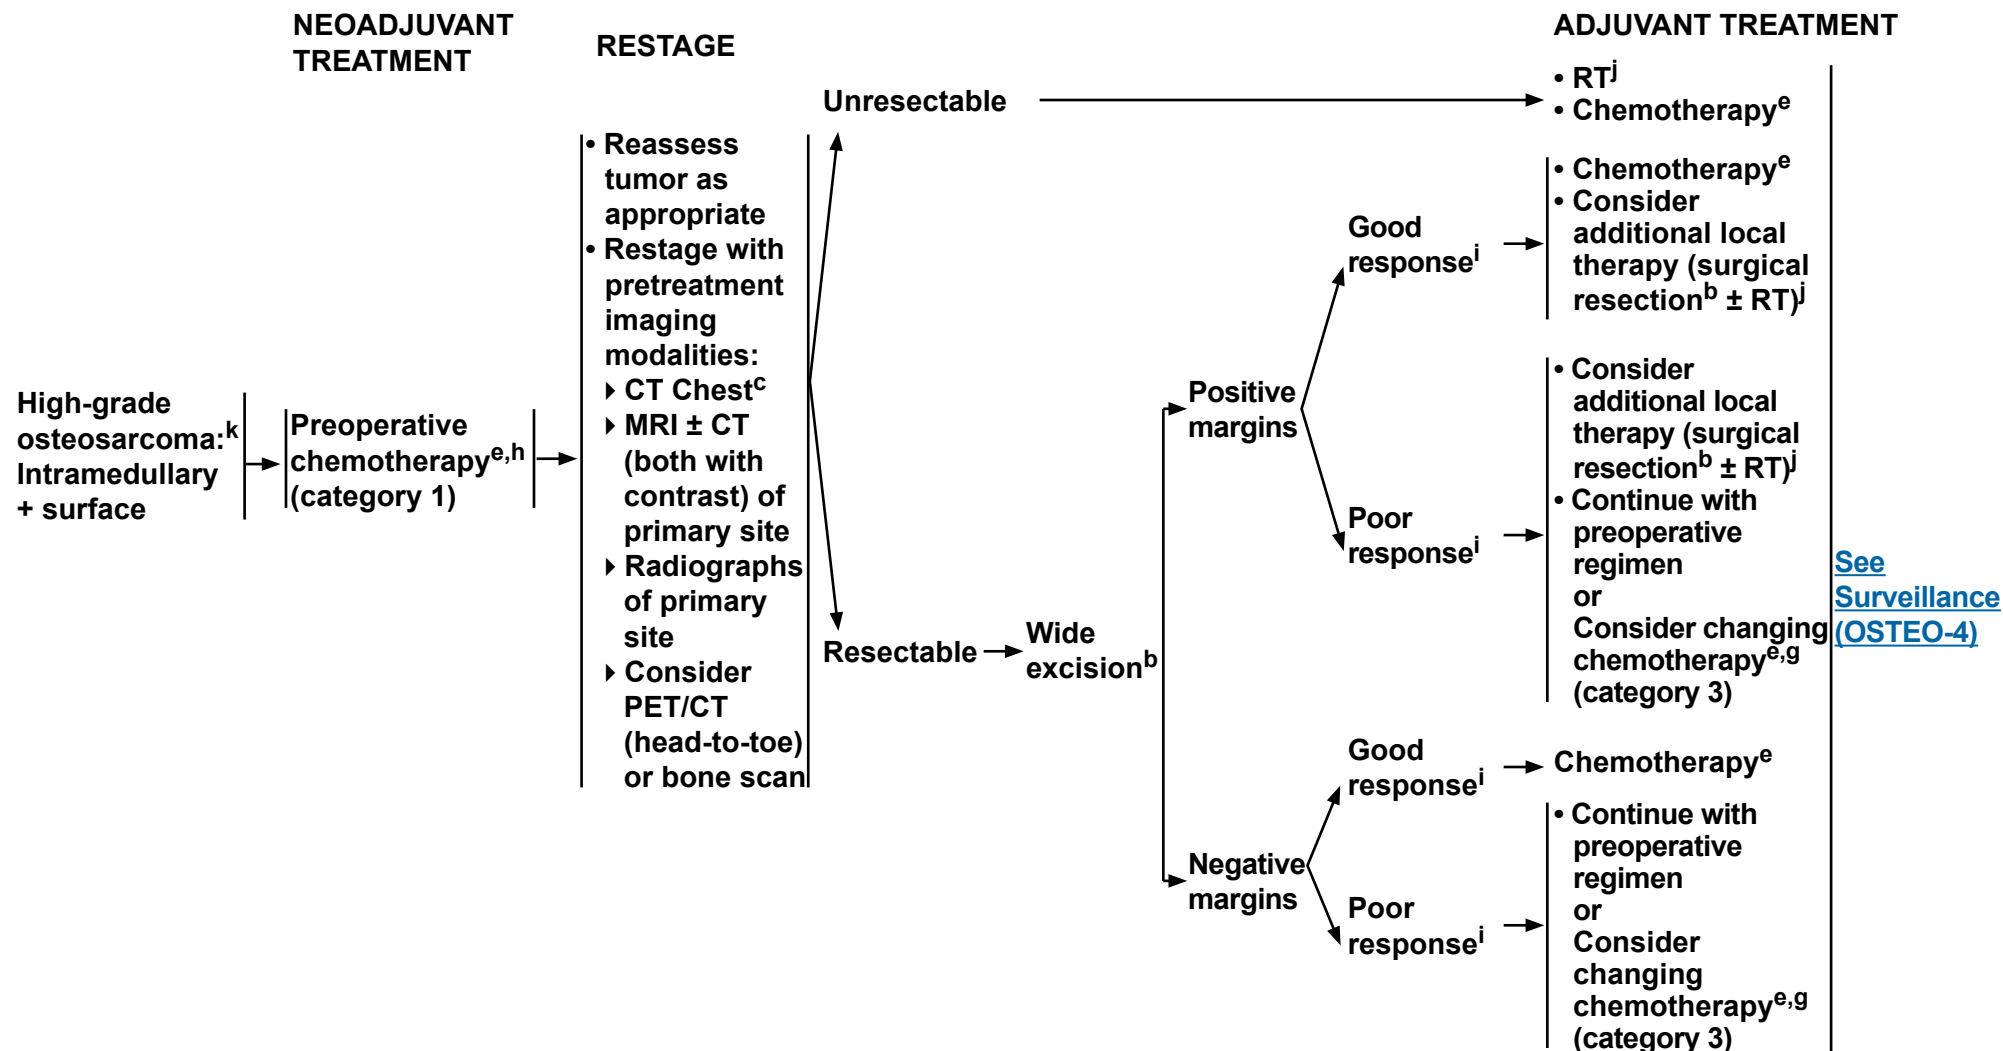 NEOADJUVANT
TREATMENT
RESTAGE
ADJUVANT TREATMENT
High-grade
osteosarcoma:k
Intramedullary
+ surface
Preoperative
chemotherapye,h
(category 1)
• Reassess
tumor as
appropriate
• Restage with
pretreatment
imaging
modalities:
▸ CT Chestc
▸ MRI ± CT
(both with
contrast) of
primary site
▸ Radiographs
of primary
site
▸ Consider
PET/CT
(head-to-toe)
or bone scan
Unresectable
• RTj
• Chemotherapye
Resectable
Wide
excisionb
Positive
margins
Good
responsei
• Chemotherapye
• Consider
additional local
therapy (surgical
resectionb ± RT)j
Poor
responsei
• Consider
additional local
therapy (surgical
resectionb ± RT)j
• Continue with
preoperative
regimen
or
Consider changing
chemotherapye,g
(category 3)
Negative
margins
Good
responsei
Chemotherapye
Poor
responsei
• Continue with
preoperative
regimen
or
Consider
changing
chemotherapye,g
(category 3)
See
Surveillance
(OSTEO-4)